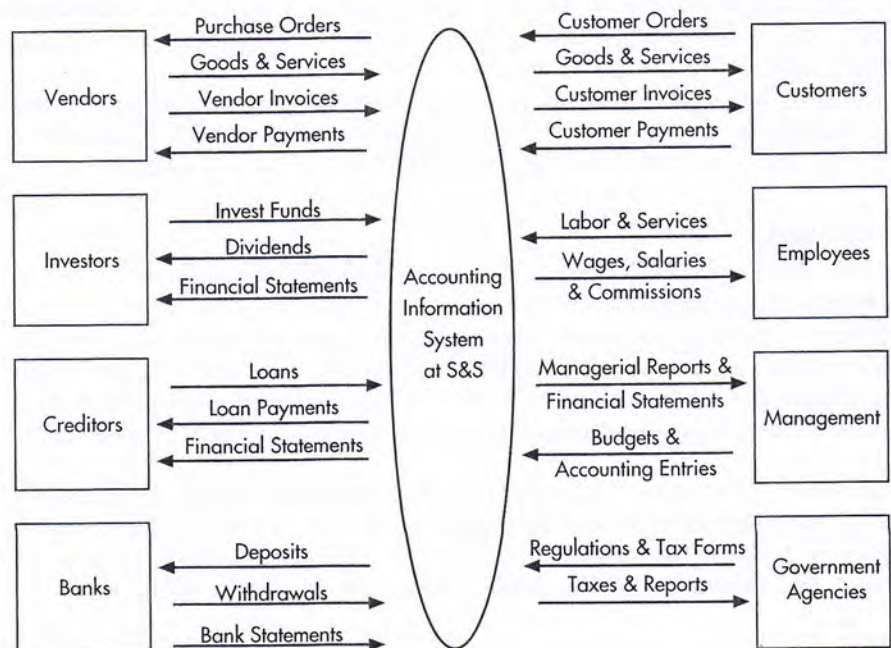 Vendors
Purchase Orders
Goods & Services
Vendor Invoices
Vendor Payments
Investors
Invest Funds
Dividends
Financial Statements
Creditors
Loans
Loan Payments
Financial Statements
Banks
Deposits
Withdrawals
Bank Statements
Accounting
Information
System
at S&S
Customer Orders
Goods & Services
Customer Invoices
Customer Payments
Customers
Labor & Services
Wages, Salaries
& Commissions
Employees
Managerial Reports &
Financial Statements
Budgets &
Accounting Entries
Management
Regulations & Tax Forms
Taxes & Reports
Government
Agencies